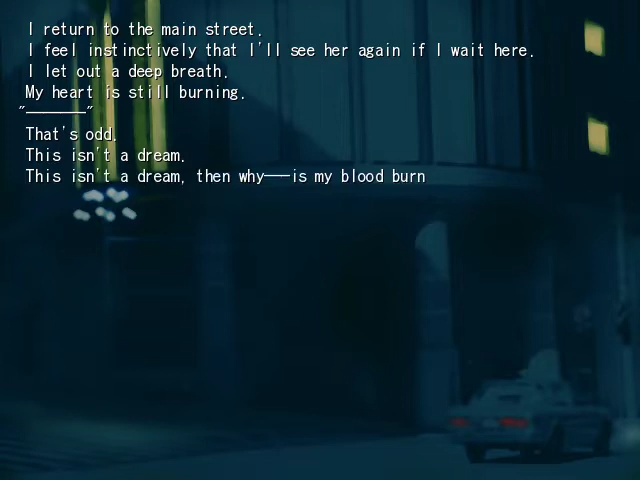 I return to the main street.
I feel instinctively that I'll see her again if I wait here.
I let out a deep breath.
My heart is still burning.
"―――――"
That's odd.
This isn't a dream.
This isn't a dream, then why――is my blood burn